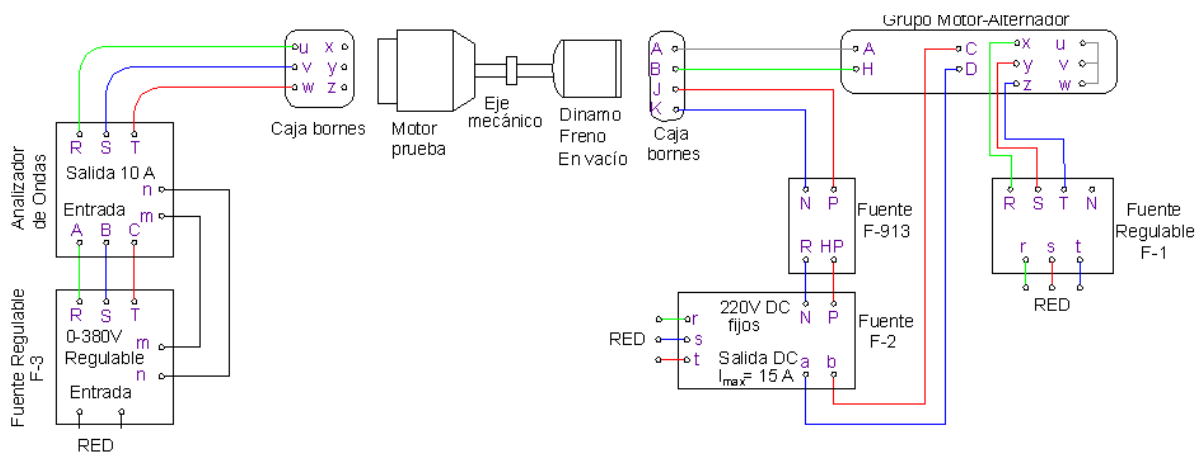 Grupo Motor-Alternador
u x
v y
w z
Caja bornes
Motor
prueba
Eje
mecánico
Dinamo
Freno
En vacío
A
B
J
K
Caja
bornes
A C x u
H D y v
z w
R S T
Salida 10 A
n
m
Entrada
A B C
Analizador
de Ondas
R S T
0-380V
Regulable
m
n
Entrada
RED
Fuente Regulable
F-3
N P
R HP
Fuente
F-913
RED
r
s
t
220V DC
fijos
N P
Salida DC
Imax= 15 A
a b
Fuente
F-2
R S T N
r s t
RED
Fuente
Regulable
F-1